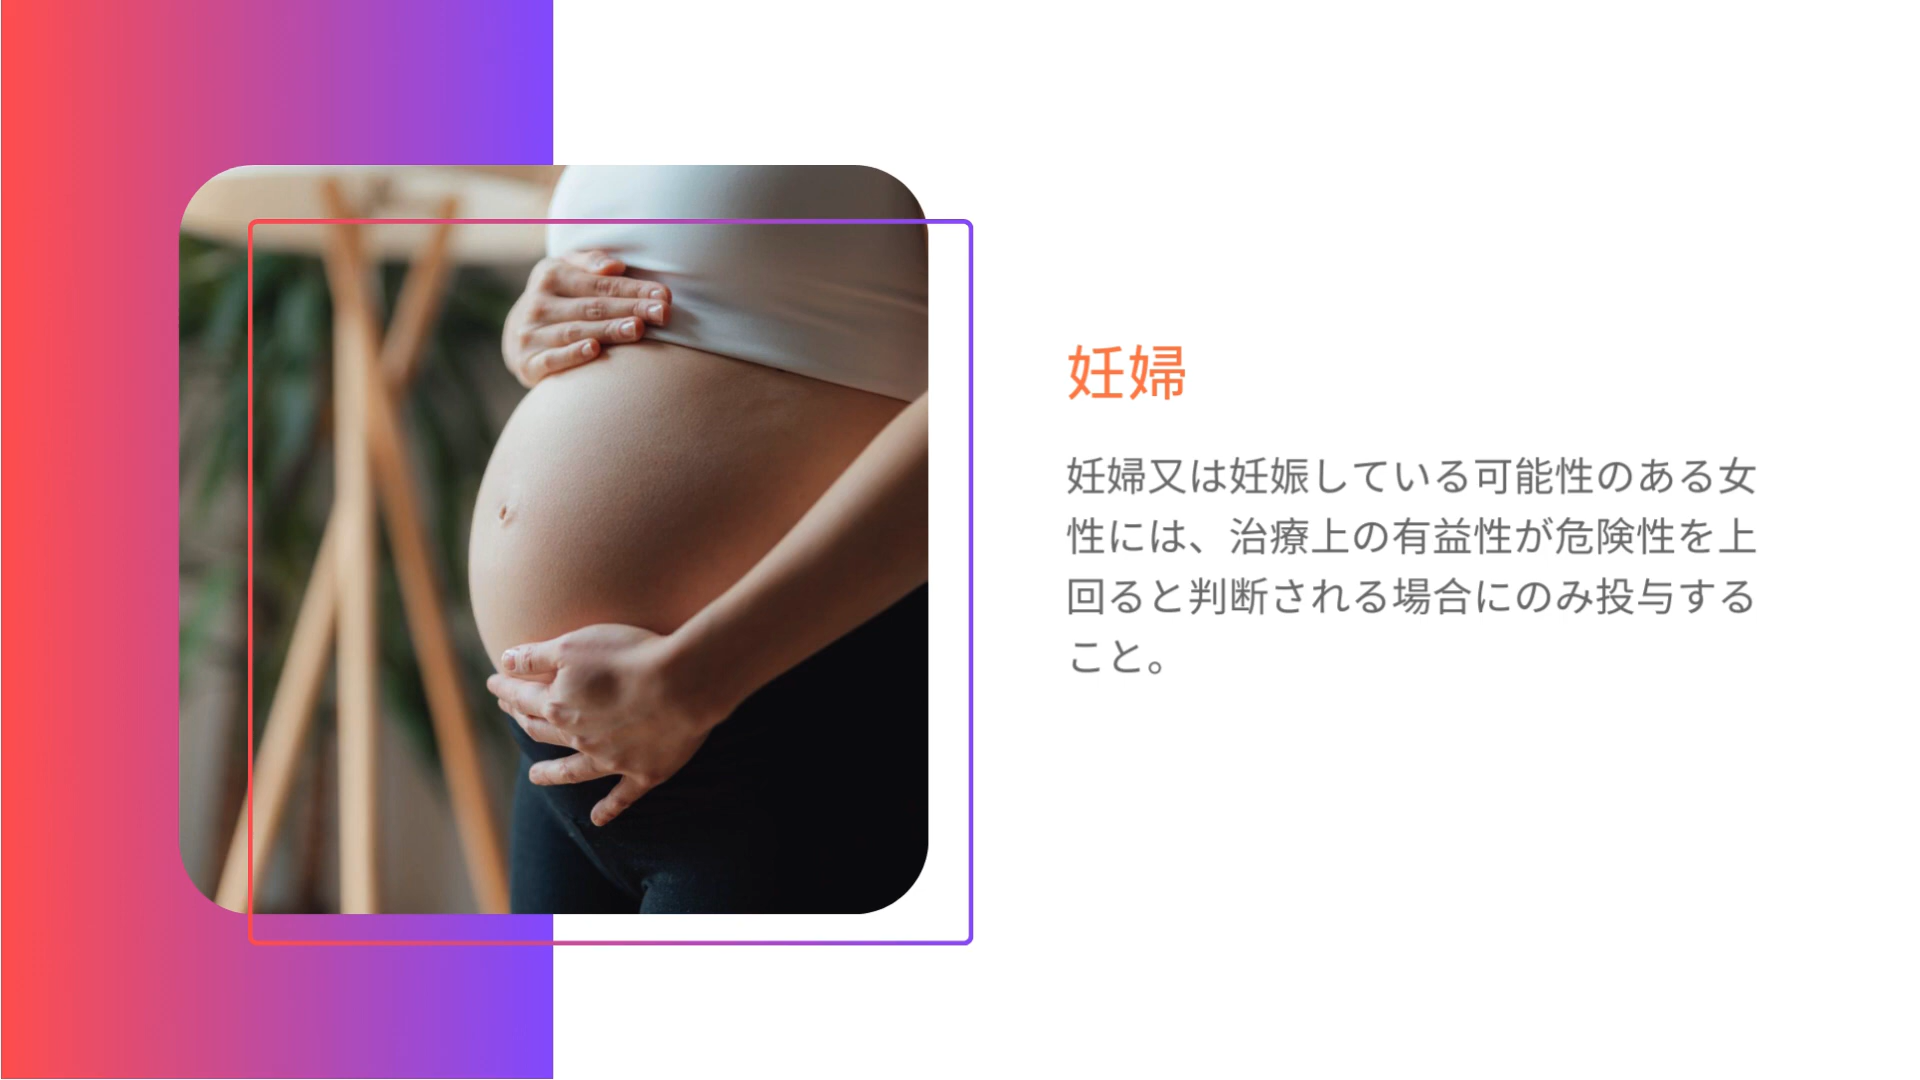 妊婦
妊婦又は妊娠している可能性のある女
性には、治療上の有益性が危険性を上
回ると判断される場合にのみ投与する
こと。